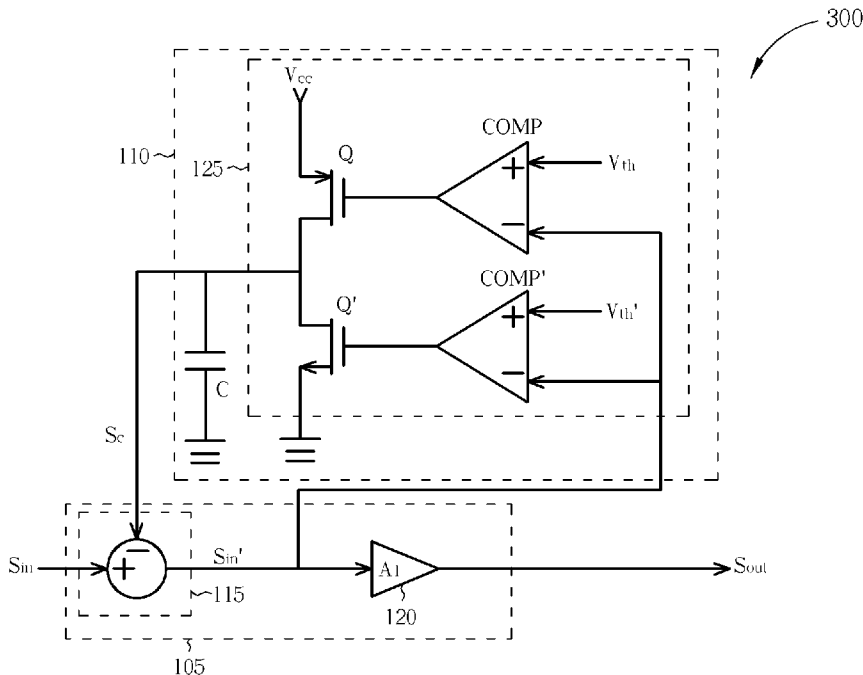 300
Vcc
COMP
Q
110
125
+
Vth
−
COMP'
Q'
+
Vth'
−
C
Sc
−
Sin
+
Sin'
A1
Sout
115
120
105